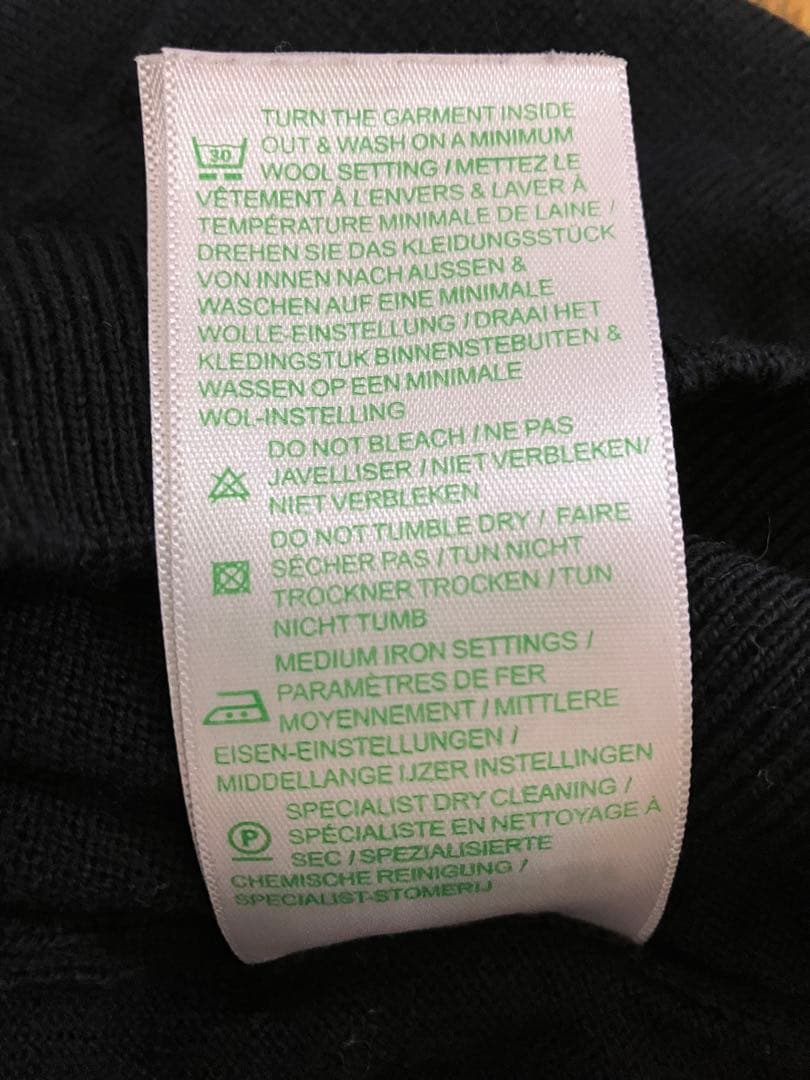 TURN THE GARMENT INSIDE
30 OUT & WASH ON A MINIMUM
WOOL SETTING / METTEZ LE
VÊTEMENT À L'ENVERS & LAVER À
TEMPÉRATURE MINIMALE DE LAINE /
DREHEN SIE DAS KLEIDUNGSSTÜCK
VON INNEN NACH AUSSEN &
WASCHEN AUF EINE MINIMALE
WOLLE-EINSTELLUNG / DRAAI HET
KLEDINGSTUK BINNENSTEBUITEN &
WASSEN OP EEN MINIMALE
WOL-INSTELLING
DO NOT BLEACH / NE PAS
JAVELLISER / NIET VERBLEKEN/
NIET VERBLEKEN
DO NOT TUMBLE DRY / FAIRE
SÉCHER PAS / TUN NICHT
TROCKNER TROCKEN / TUN
NICHT TUMB
MEDIUM IRON SETTINGS /
PARAMÈTRES DE FER
MOYENNEMENT / MITTLERE
EISEN-EINSTELLUNGEN /
MIDDELLANGE IJZER INSTELLINGEN
SPECIALIST DRY CLEANING /
P SPÉCIALISTE EN NETTOYAGE À
SEC / SPEZIALISIERTE
CHEMISCHE REINIGUNG /
SPECIALIST-STOMERIJ